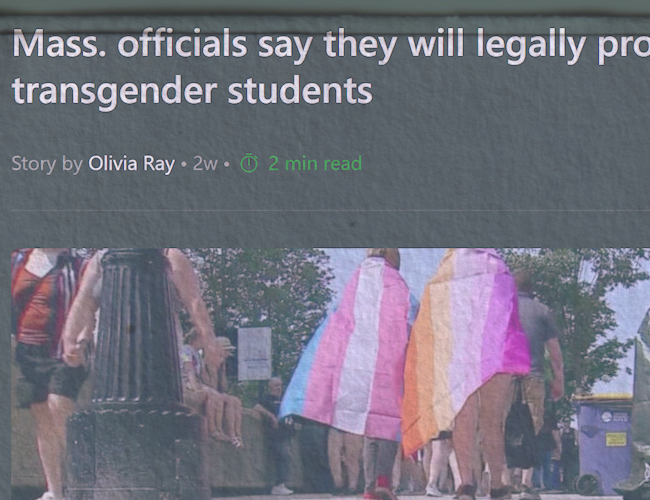 Mass. officials say they will legally pro
transgender students
Story by Olivia Ray • 2w • 2 min read